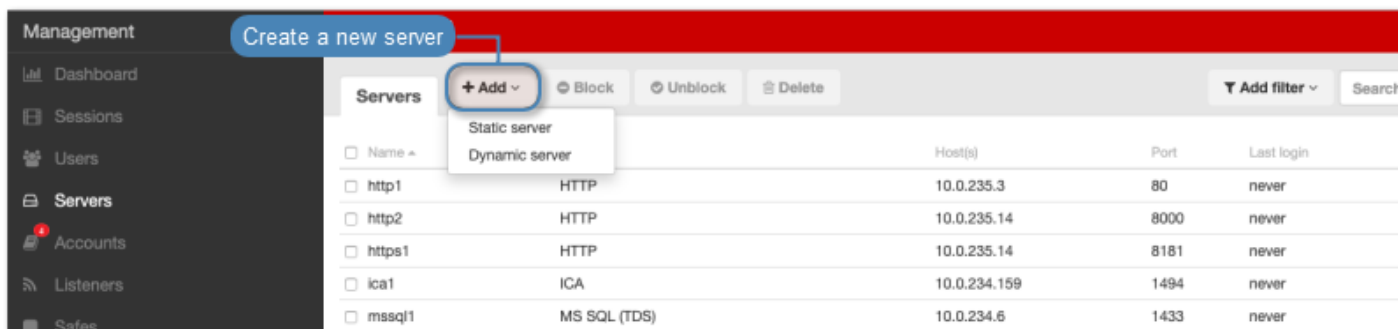 Management
Create a new server
Dashboard
Sessions
Users
Servers
4
Accounts
Listeners
Safes
Servers
+ Add
Block
Unblock
Delete
Add filter
Search
Static server
Dynamic server
Name Host(s) Port Last login
http1 HTTP 10.0.235.3 80 never
http2 HTTP 10.0.235.14 8000 never
https1 HTTP 10.0.235.14 8181 never
ica1 ICA 10.0.234.159 1494 never
mssql1 MS SQL (TDS) 10.0.234.6 1433 never